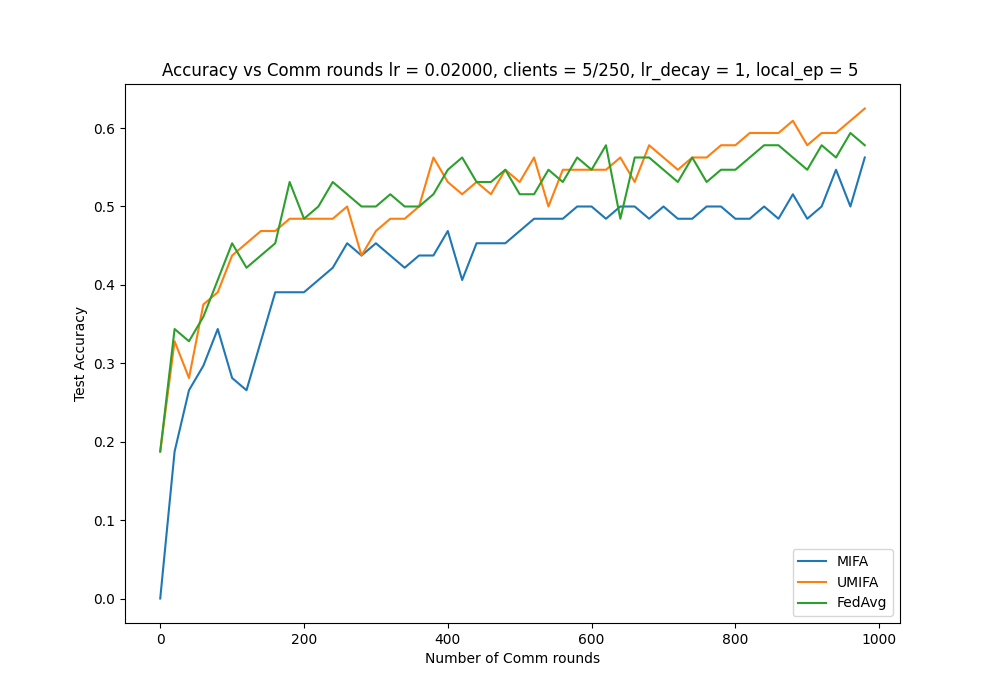 Accuracy vs Comm rounds lr = 0.02000, clients = 5/250, lr_decay = 1, local_ep = 5
0.6
0.5
0.4
0.3
0.2
0.1
0.0
Test Accuracy
MIFA
UMIFA
FedAvg
0 200 400 600 800 1000
Number of Comm rounds